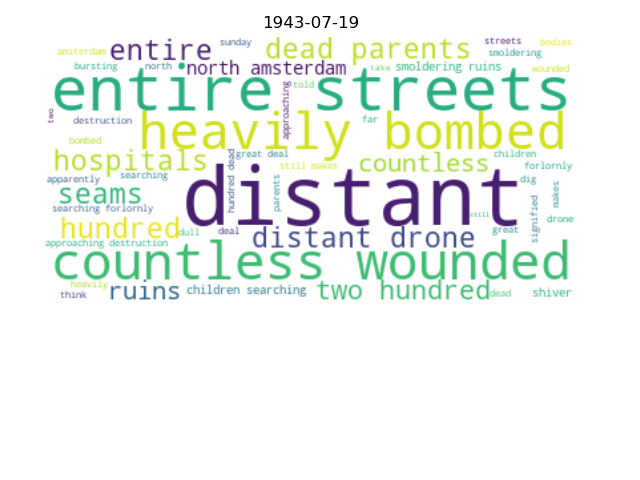 1943-07-19
amsterdam
entire
sunday
dead parents
streets
smoldering
bodies
bursting
north
north amsterdam
take
smoldering ruins
wounded
entire streets
told
approaching
two
destruction
heavily bombed
far
bombed
hospitals
hundred dead
great deal
still makes
countless
children
forlornly
apparently
searching
seams
distant
parents
dig
makes
searching forlornly
still
signified
drone
hundred
dull
deal
distant drone
great
approaching destruction
countless wounded
heavily
think
ruins
children searching
two hundred
dead
shiver